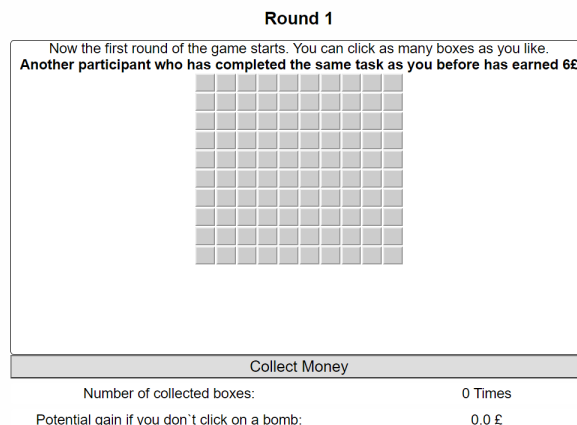 Round 1
Now the first round of the game starts. You can click as many boxes as you like.
Another participant who has completed the same task as you before has earned 6£
Collect Money
Number of collected boxes: 0 Times
Potential gain if you don`t click on a bomb: 0.0 £